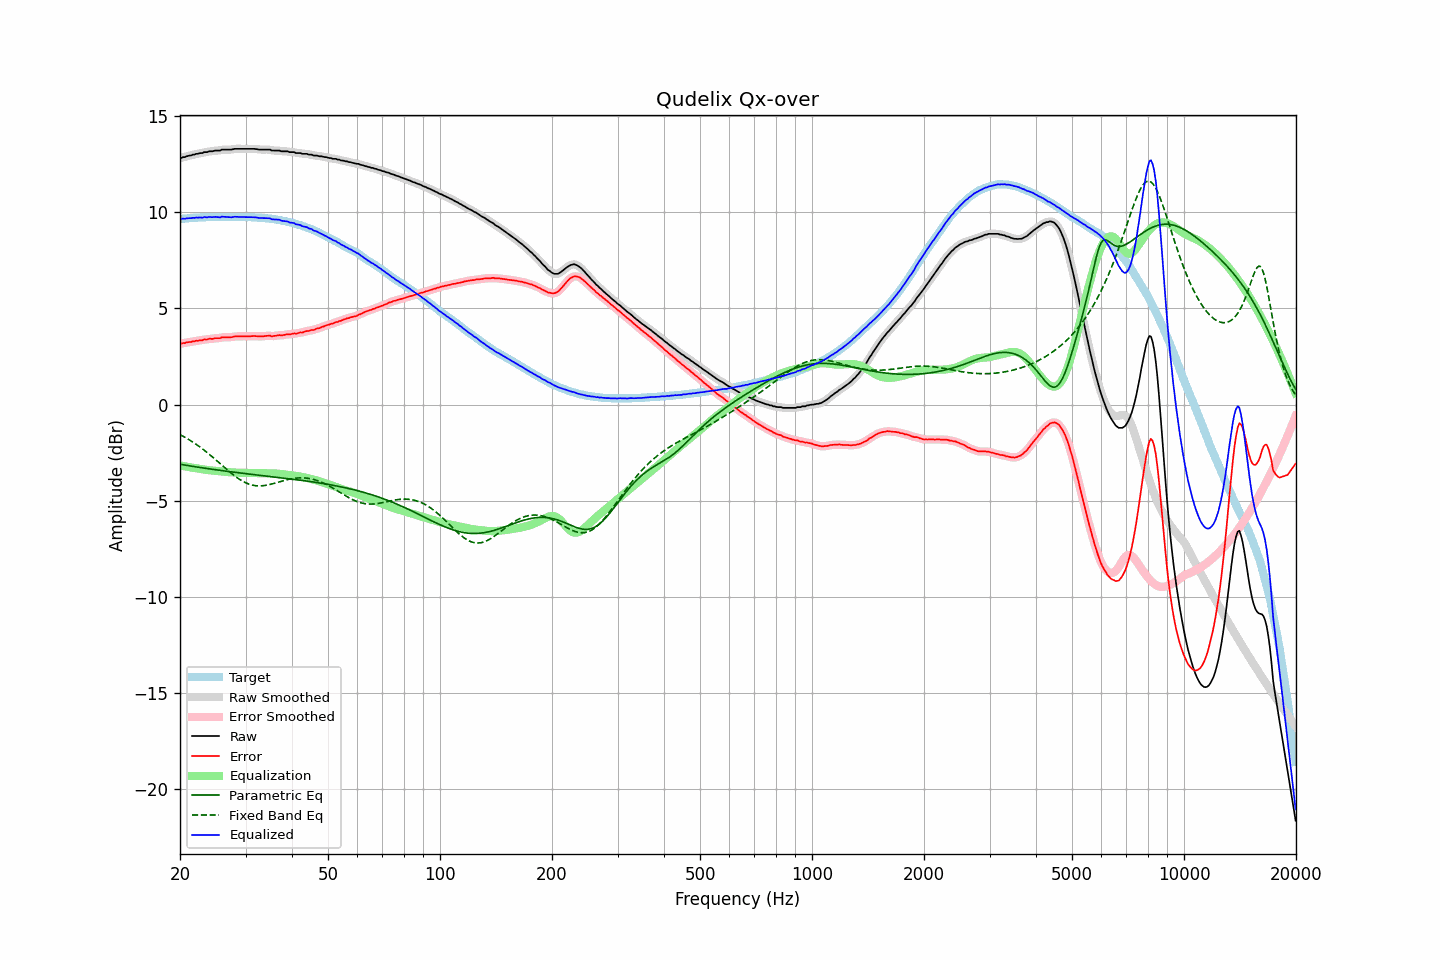 Qudelix Qx-over
Amplitude (dBr)
15
10
5
0
−5
−10
−15
−20
Target
Raw Smoothed
Error Smoothed
Raw
Error
Equalization
Parametric Eq
Fixed Band Eq
Equalized
20 50 100 200 500 1000 2000 5000 10000 20000
Frequency (Hz)